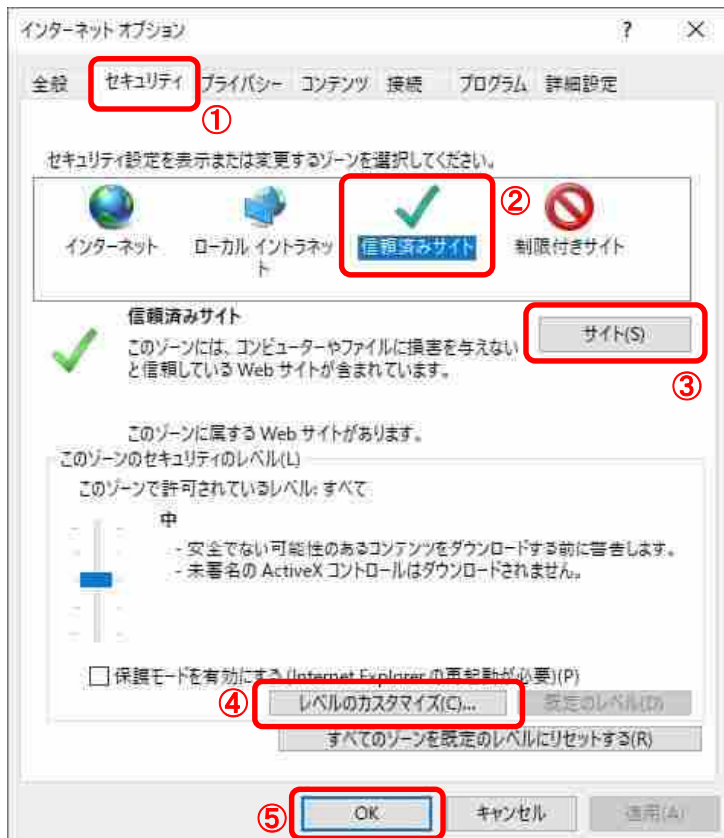 インターネット オプション ? ×
全般 セキュリティ プライバシー コンテンツ 接続 プログラム 詳細設定
①
セキュリティ設定を表示または変更するゾーンを選択してください。
②
インターネット ローカル イントラネッ 信頼済みサイト 制限付きサイト
ト
信頼済みサイト
サイト(S)
このゾーンには、コンピューターやファイルに損害を与えない
と信頼している Web サイトが含まれています。
③
このゾーンに属する Web サイトがあります。
このゾーンのセキュリティのレベル(L)
このゾーンで許可されているレベル: すべて
中
- 安全でない可能性のあるコンテンツをダウンロードする前に警告します。
- 未署名の ActiveX コントロールはダウンロードされません。
保護モードを有効にする (Internet Explorer の再起動が必要)(P)
④ レベルのカスタマイズ(C)... 既定のレベル(D)
すべてのゾーンを既定のレベルにリセットする(R)
⑤ OK キャンセル 適用(A)